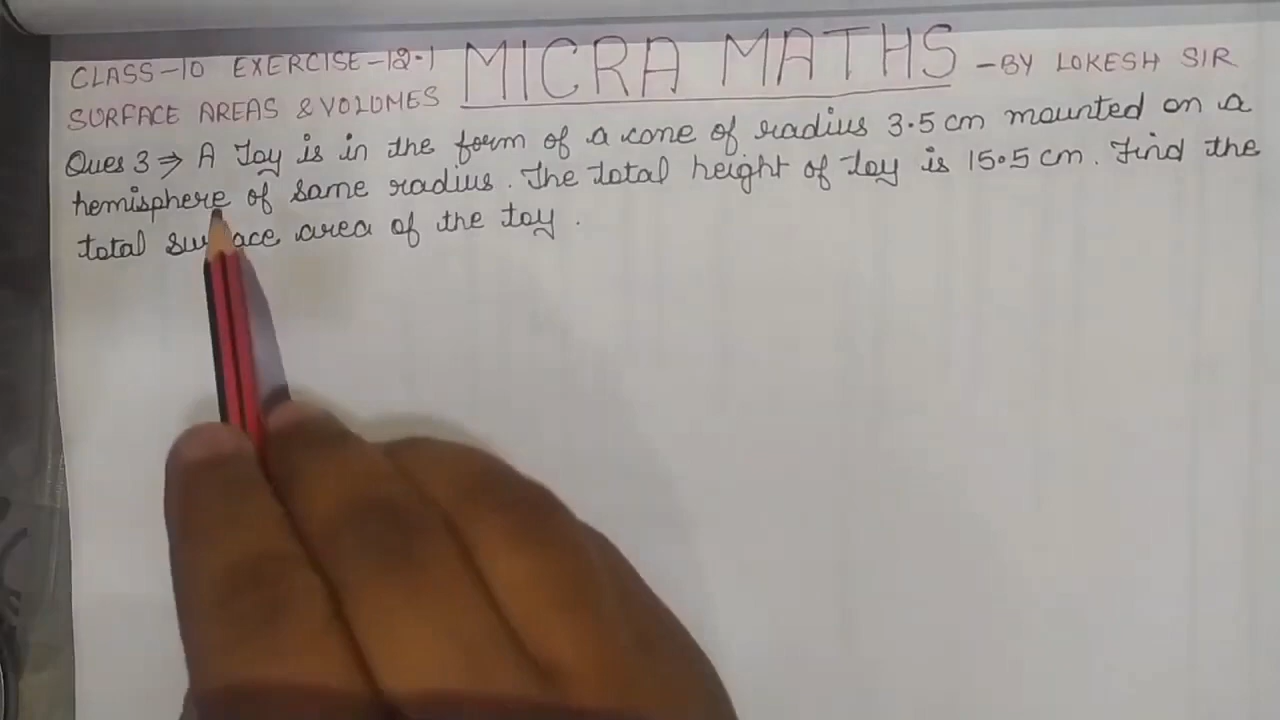 CLASS-10 EXERCISE-12.1 MICRA MATHS -BY LOKESH SIR
SURFACE AREAS & VOLUMES
Ques 3 ⇒ A Toy is in the form of a cone of radius 3.5 cm mounted on a
hemisphere of same radius. The total height of toy is 15.5 cm. Find the
total area of the toy.